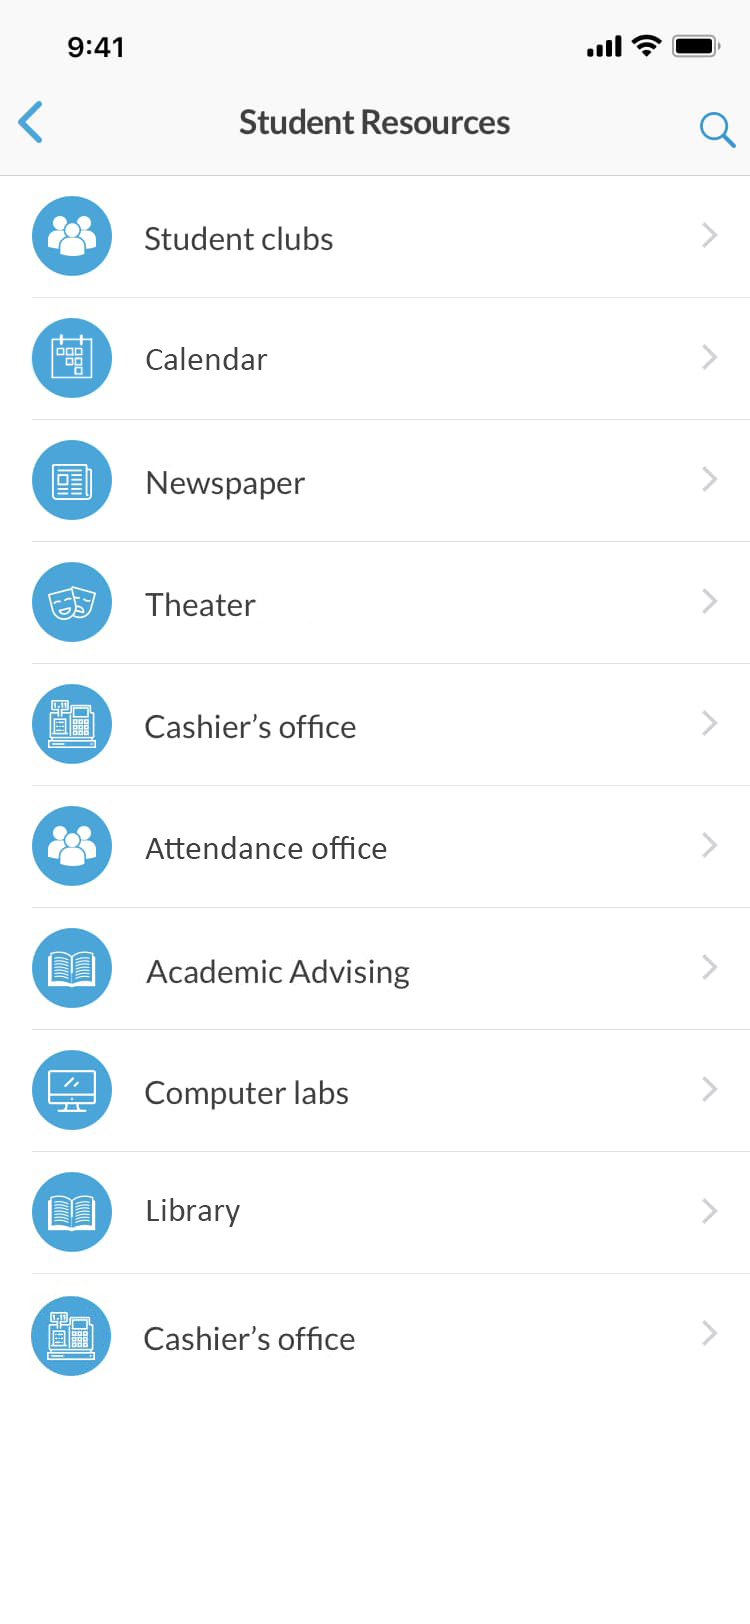 9:41
Student Resources
Student clubs
Calendar
Newspaper
Theater
Cashier’s office
Attendance office
Academic Advising
Computer labs
Library
Cashier’s office